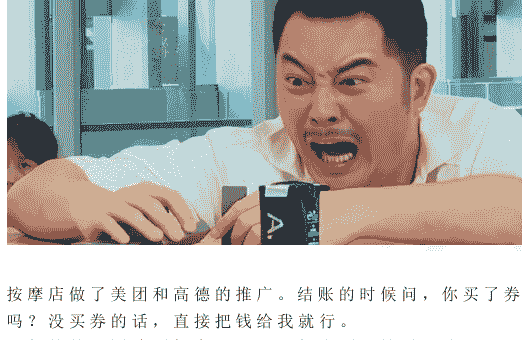 A.
按摩店做了美团和高德的推广。结账的时候问，你买了券
吗？没买券的话，直接把钱给我就行。